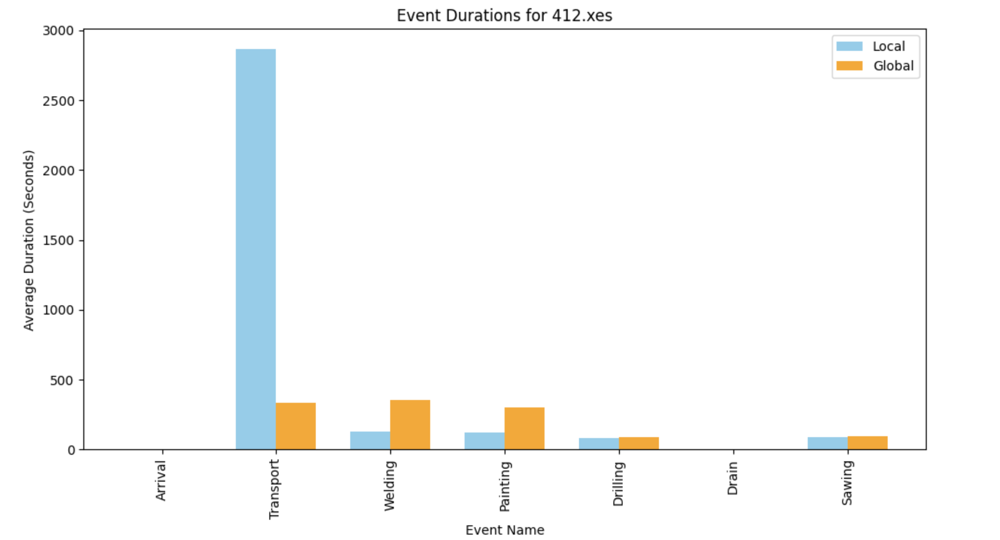 Event Durations for 412.xes
Local
Global
Average Duration (Seconds)
3000
2500
2000
1500
1000
500
0
Arrival
Transport
Welding
Painting
Drilling
Drain
Sawing
Event Name